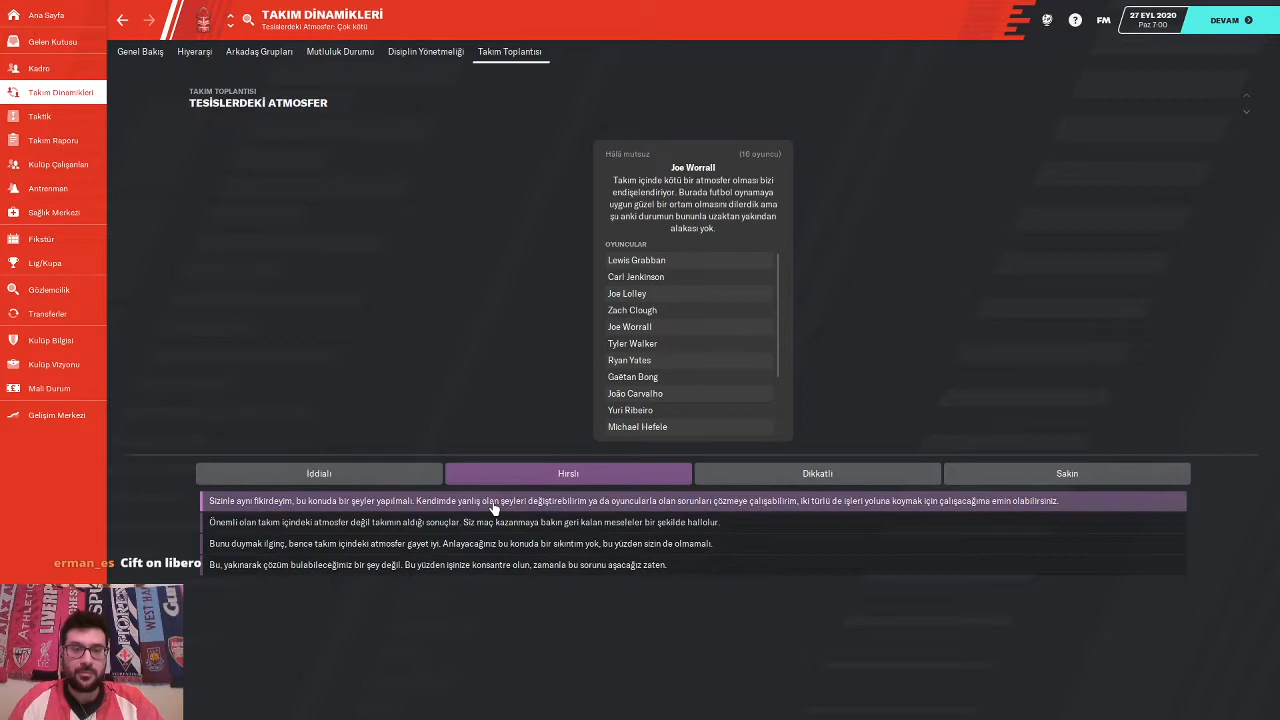 Ana Sayfa
Gelen Kutusu
Kadro
Takım Dinamikleri
Taktik
Takım Raporu
Kulüp Çalışanları
Antrenman
Sağlık Merkezi
Fikstür
Lig/Kupa
Gözlemcilik
Transferler
Kulüp Bilgisi
Kulüp Vizyonu
Mali Durum
Gelişim Merkezi
TAKIM DİNAMİKLERİ
Tesislerdeki Atmosfer: Çok kötü
FM
27 EYL 2020
Paz 7:00
DEVAM
Genel Bakış Hiyerarşi Arkadaş Grupları Mutluluk Durumu Disiplin Yönetmeliği Takım Toplantısı
TAKIM TOPLANTISI
TESİSLERDEKİ ATMOSFER
Hâlâ mutsuz (16 oyuncu)
Joe Worrall
Takım içinde kötü bir atmosfer olması bizi
endişelendiriyor. Burada futbol oynamaya
uygun güzel bir ortam olmasını dilerdik ama
şu anki durumun bununla uzaktan yakından
alakası yok.
OYUNCULAR
Lewis Grabban
Carl Jenkinson
Joe Lolley
Zach Clough
Joe Worrall
Tyler Walker
Ryan Yates
Gaëtan Bong
João Carvalho
Yuri Ribeiro
Michael Hefele
İddialı Hırslı Dikkatli Sakin
Sizinle aynı fikirdeyim, bu konuda bir şeyler yapılmalı. Kendimde yanlış olan şeyleri değiştirebilirim ya da oyuncularla olan sorunları çözmeye çalışabilirim, iki türlü de işleri yoluna koymak için çalışacağıma emin olabilirsiniz.
Önemli olan takım içindeki atmosfer değil takımın aldığı sonuçlar. Siz maç kazanmaya bakın geri kalan meseleler bir şekilde hallolur.
Bunu duymak ilginç, bence takım içindeki atmosfer gayet iyi. Anlayacağınız bu konuda bir sıkıntım yok, bu yüzden sizin de olmamalı.
Bu, yakınarak çözüm bulabileceğimiz bir şey değil. Bu yüzden işinize konsantre olun, zamanla bu sorunu aşacağız zaten.
erman_es Cift on libero
ATHLETIC
LIVERPOOL
FIOR
WEST HA